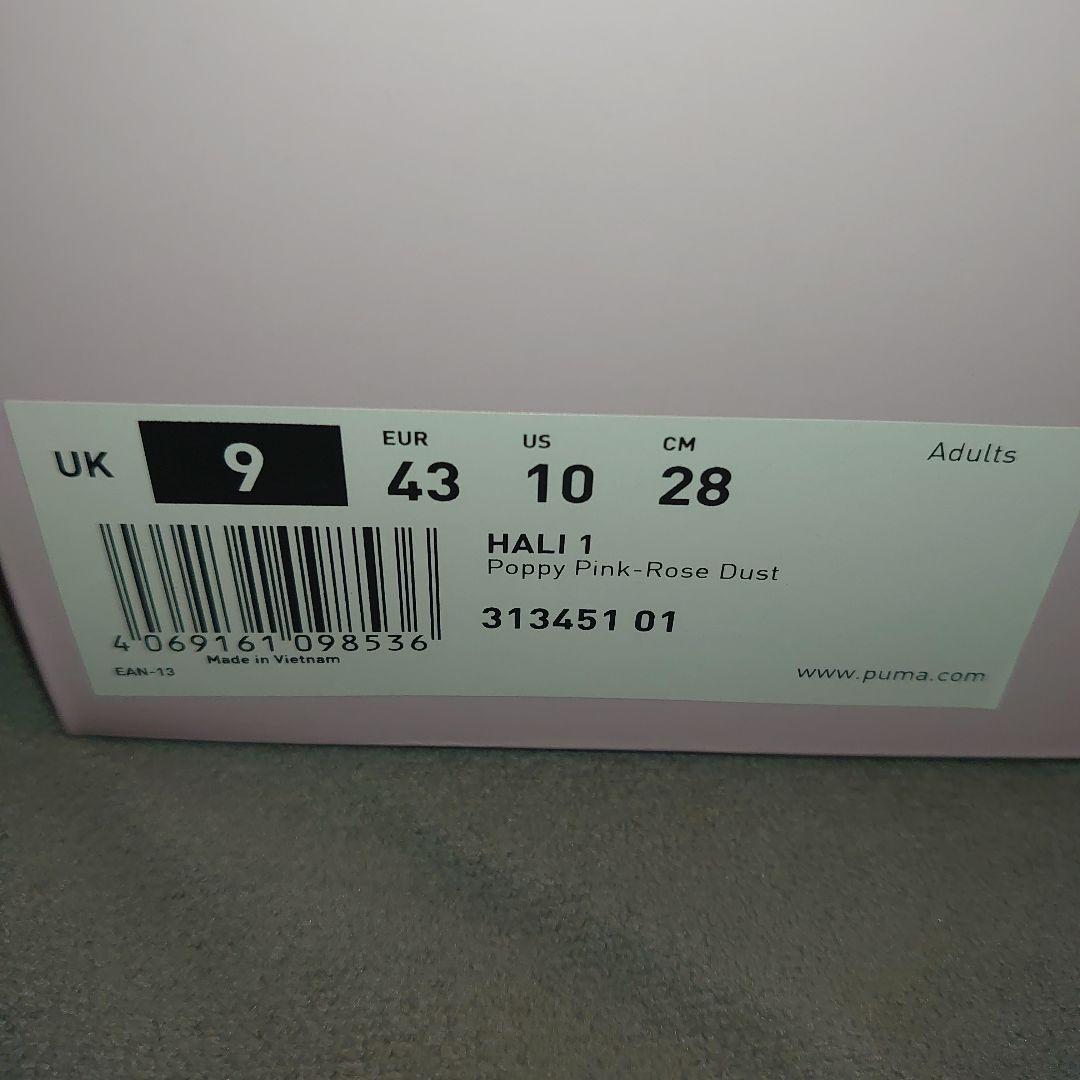 UK 9 EUR 43 US 10 CM 28 Adults
HALI 1
Poppy Pink-Rose Dust
313451 01
4 069161 098536
Made in Vietnam
EAN-13
www.puma.com